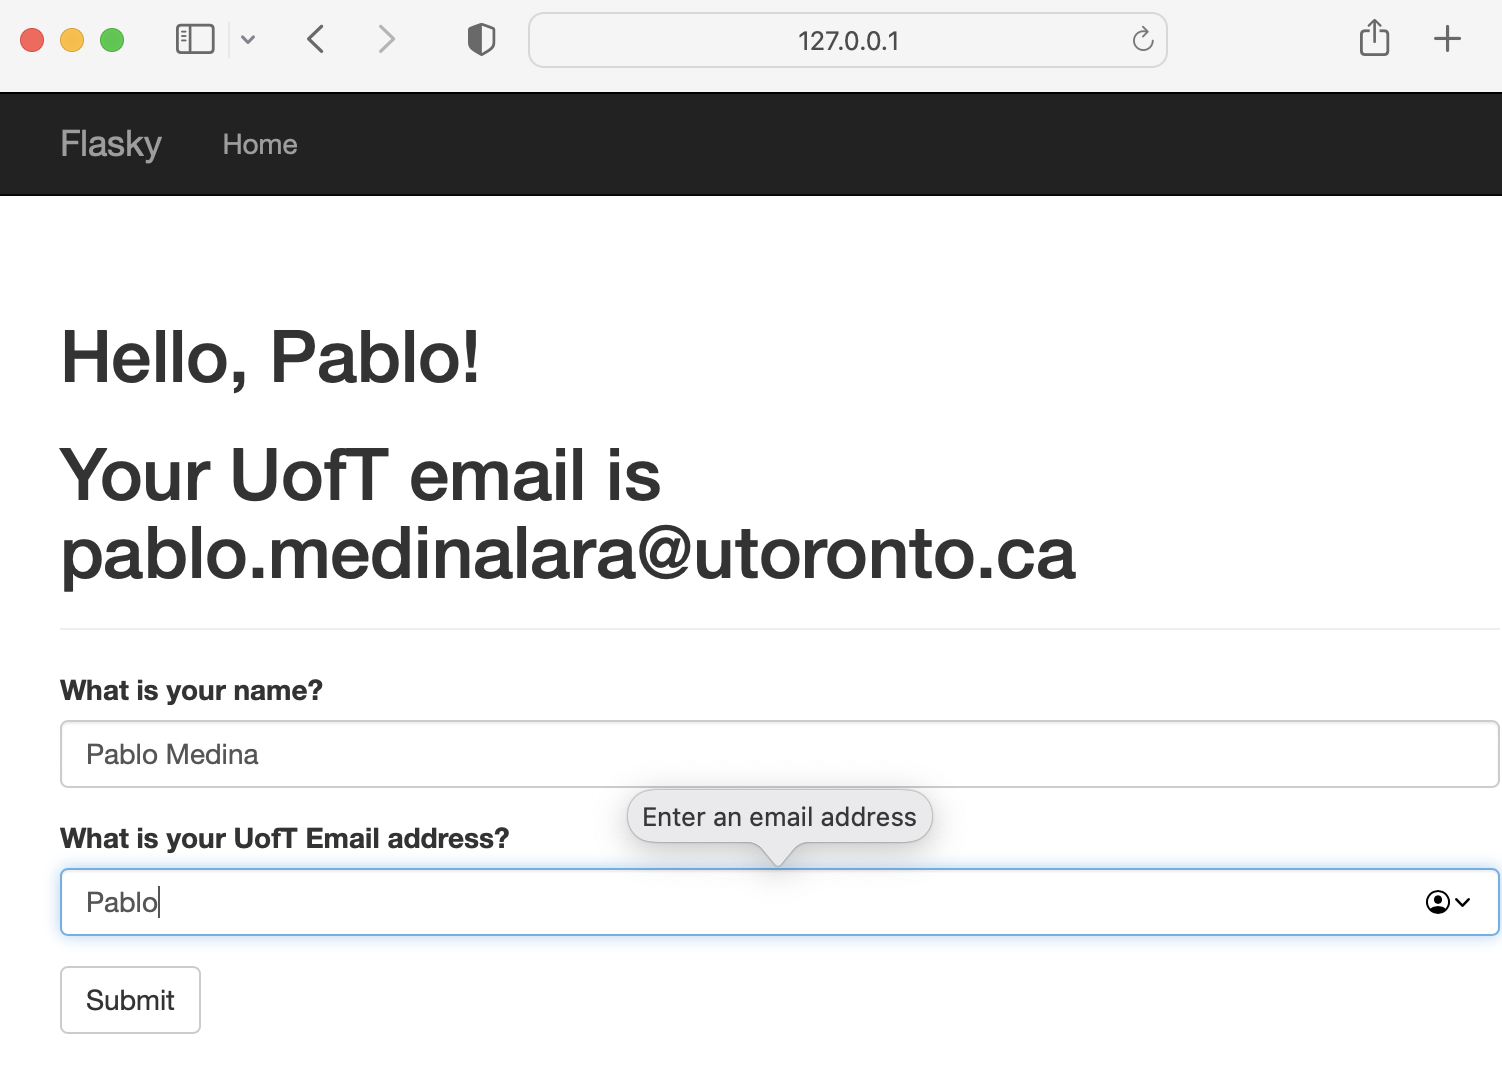 127.0.0.1
Flasky Home
Hello, Pablo!
Your UofT email is
pablo.medinalara@utoronto.ca
What is your name?
Pablo Medina
Enter an email address
What is your UofT Email address?
Pablo
Submit